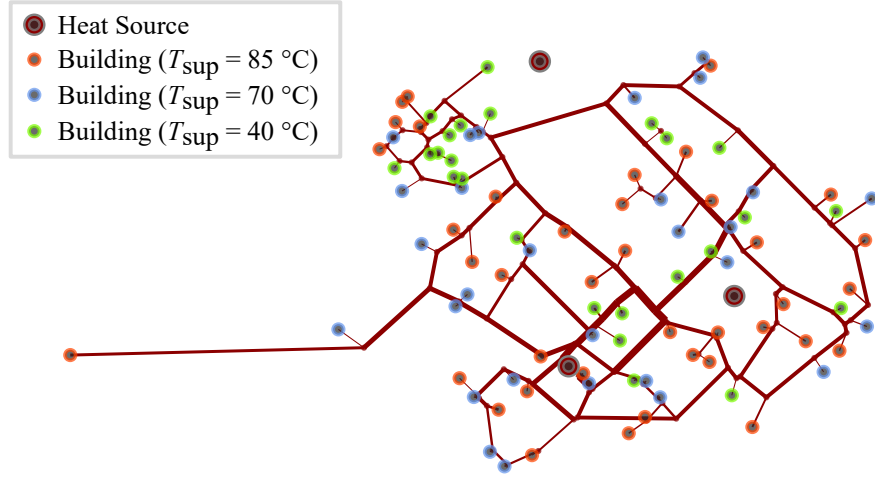 Heat Source
Building (Tsup = 85 °C)
Building (Tsup = 70 °C)
Building (Tsup = 40 °C)